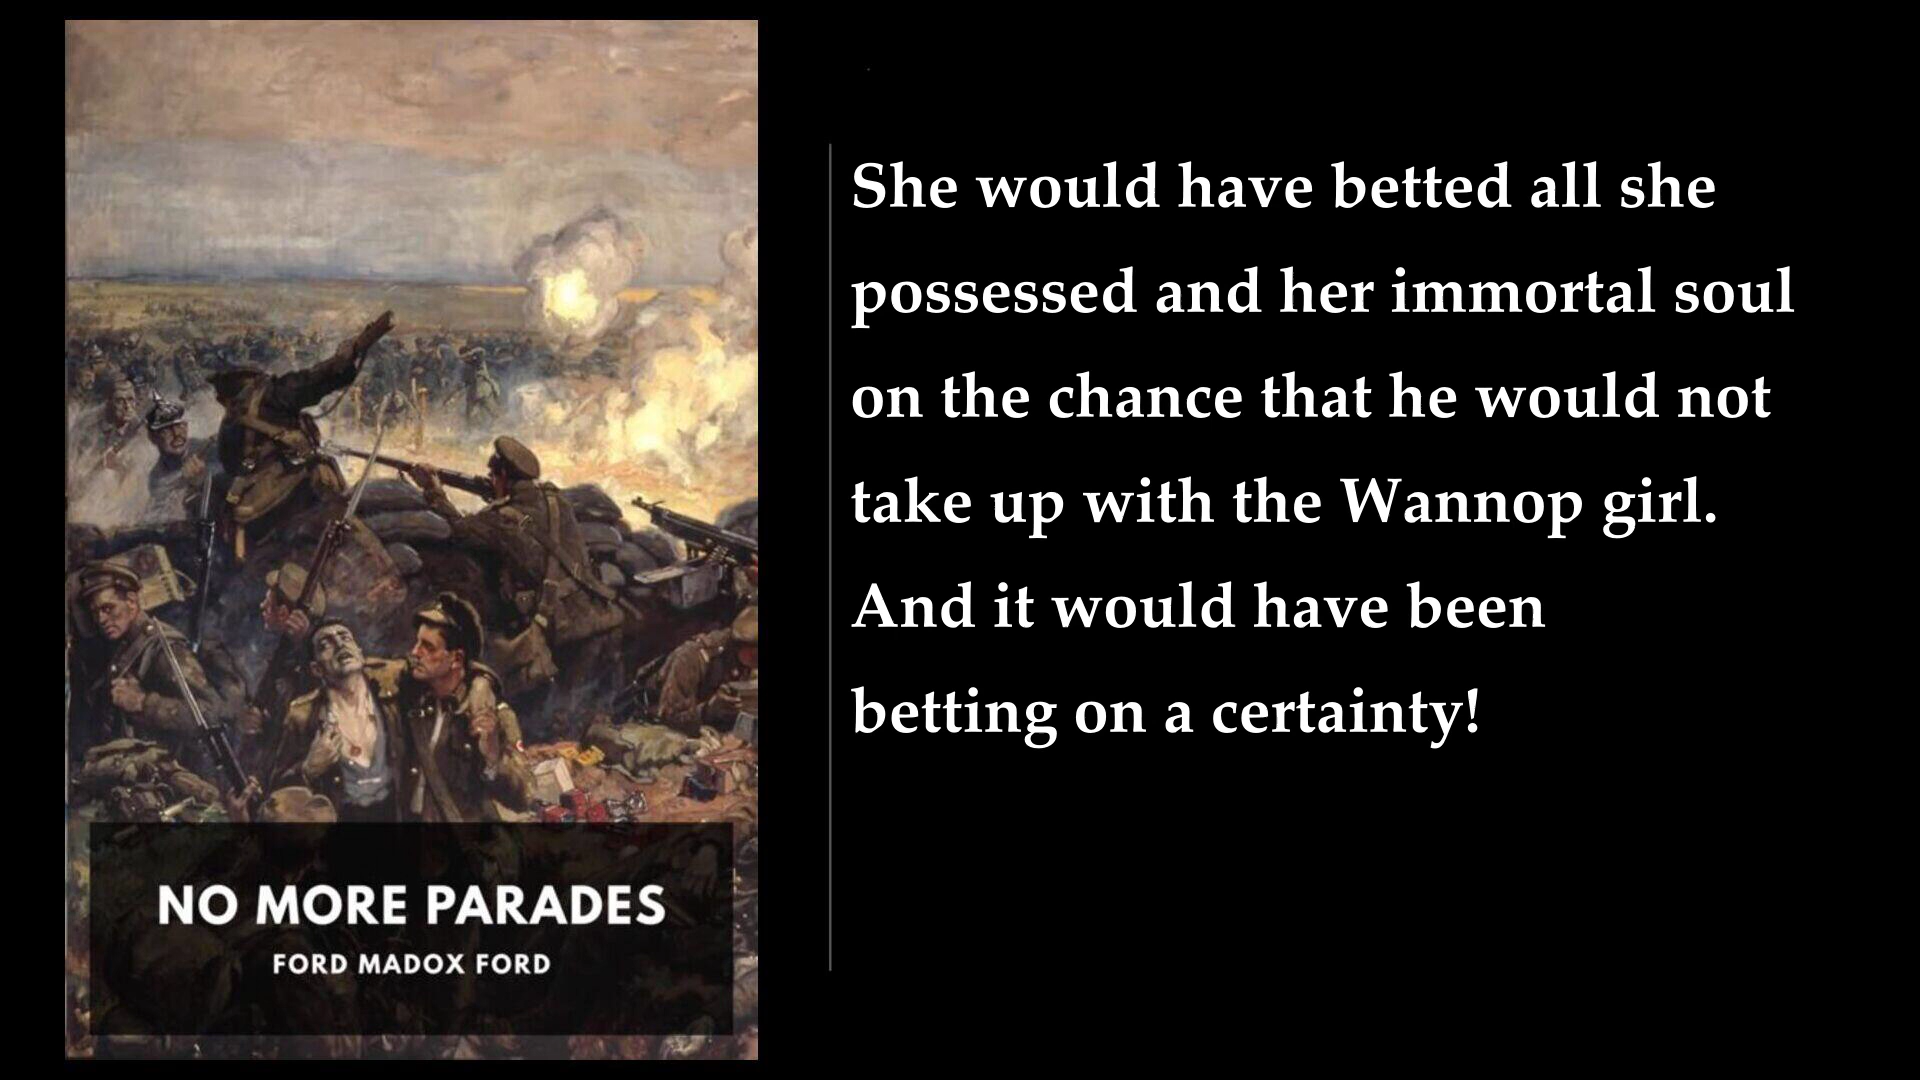 NO MORE PARADES
FORD MADOX FORD
She would have betted all she
possessed and her immortal soul
on the chance that he would not
take up with the Wannop girl.
And it would have been
betting on a certainty!